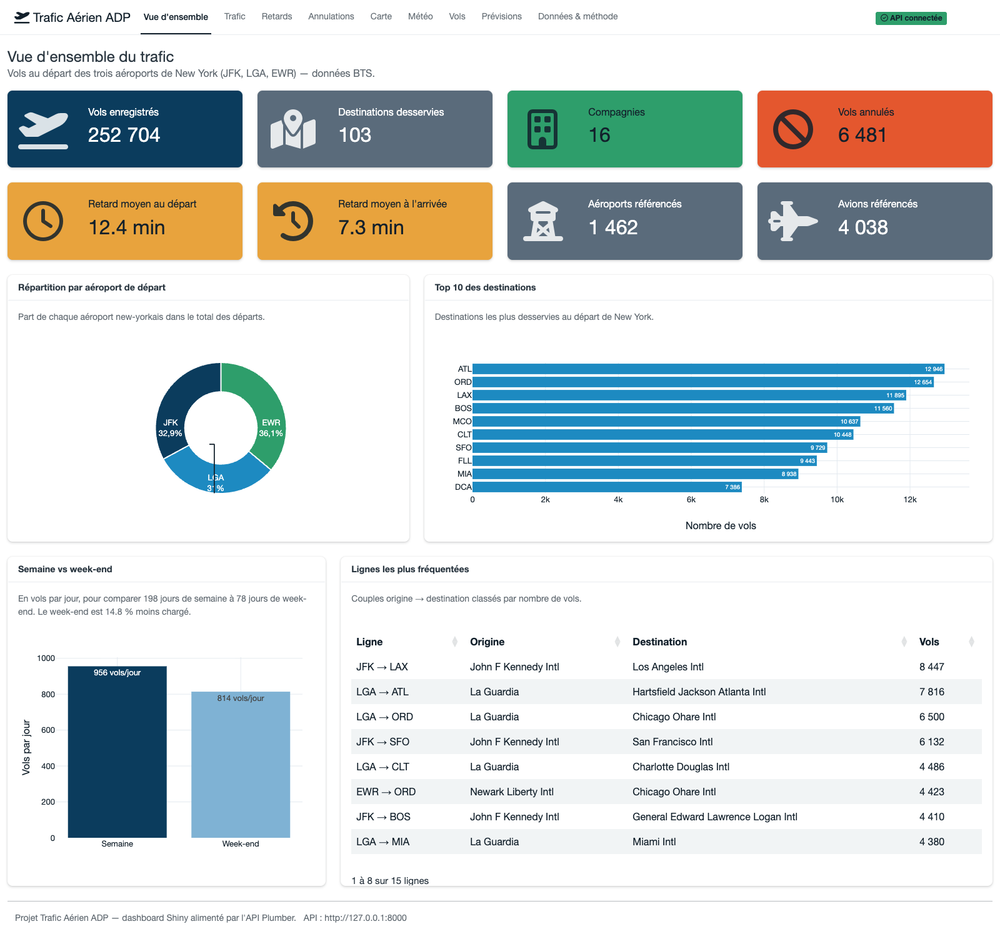 Trafic Aérien ADP
Vue d'ensemble
Trafic
Retards
Annulations
Carte
Météo
Vols
Prévisions
Données & méthode
API connectée
Vue d'ensemble du trafic
Vols au départ des trois aéroports de New York (JFK, LGA, EWR) — données BTS.
Vols enregistrés
252 704
Destinations desservies
103
Compagnies
16
Vols annulés
6 481
Retard moyen au départ
12.4 min
Retard moyen à l'arrivée
7.3 min
Aéroports référencés
1 462
Avions référencés
4 038
Répartition par aéroport de départ
Part de chaque aéroport new-yorkais dans le total des départs.
JFK
32,9%
EWR
36,1%
LGA
31%
Top 10 des destinations
Destinations les plus desservies au départ de New York.
ATL 12 946
ORD 12 654
LAX 11 895
BOS 11 560
MCO 10 637
CLT 10 448
SFO 9 729
FLL 9 443
MIA 8 938
DCA 7 386
0 2k 4k 6k 8k 10k 12k
Nombre de vols
Semaine vs week-end
En vols par jour, pour comparer 198 jours de semaine à 78 jours de week-
end. Le week-end est 14.8 % moins chargé.
Vols par jour
1000
800
600
400
200
0
956 vols/jour
814 vols/jour
Semaine
Week-end
Lignes les plus fréquentées
Couples origine → destination classés par nombre de vols.
Ligne Origine Destination Vols
JFK → LAX John F Kennedy Intl Los Angeles Intl 8 447
LGA → ATL La Guardia Hartsfield Jackson Atlanta Intl 7 816
LGA → ORD La Guardia Chicago Ohare Intl 6 500
JFK → SFO John F Kennedy Intl San Francisco Intl 6 132
LGA → CLT La Guardia Charlotte Douglas Intl 4 486
EWR → ORD Newark Liberty Intl Chicago Ohare Intl 4 423
JFK → BOS John F Kennedy Intl General Edward Lawrence Logan Intl 4 410
LGA → MIA La Guardia Miami Intl 4 380
1 à 8 sur 15 lignes
Projet Trafic Aérien ADP — dashboard Shiny alimenté par l'API Plumber. API : http://127.0.0.1:8000